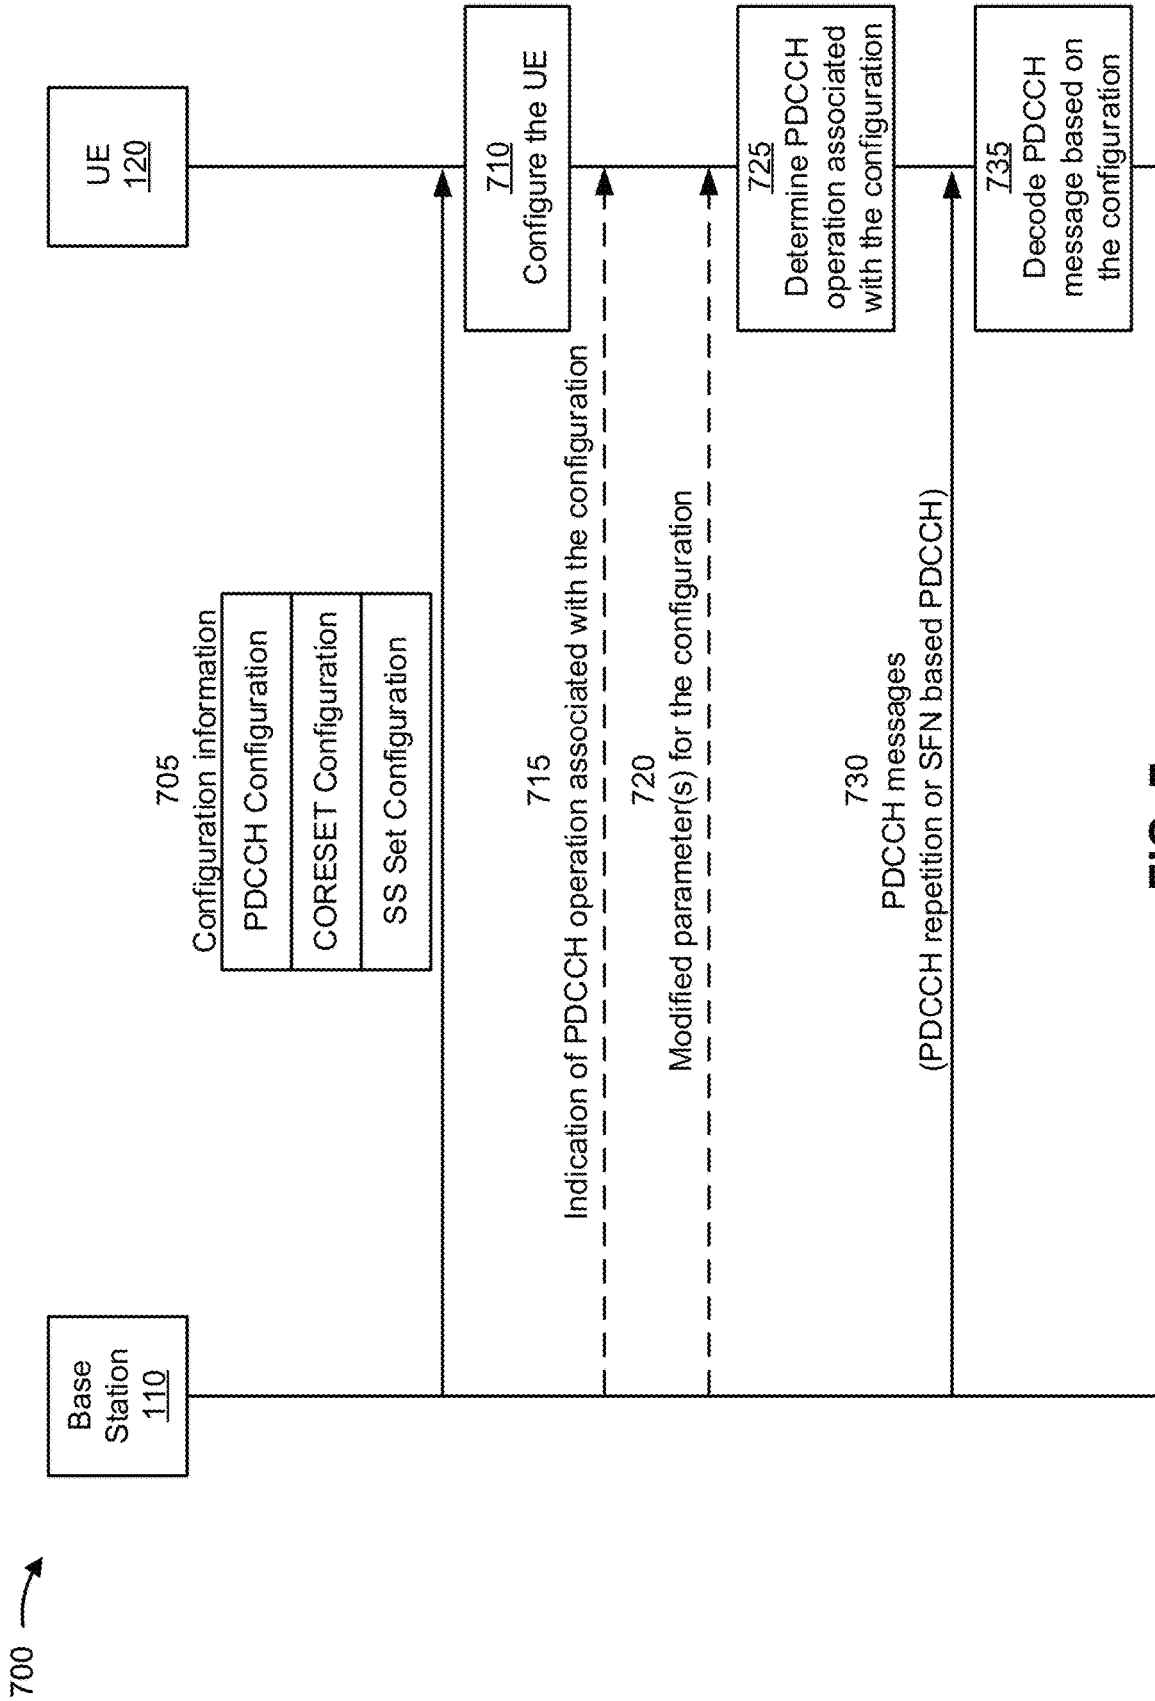 700
Base
Station
110
UE
120
705
Configuration information
PDCCH Configuration
CORESET Configuration
SS Set Configuration
710
Configure the UE
715
Indication of PDCCH operation associated with the configuration
720
Modified parameter(s) for the configuration
725
Determine PDCCH
operation associated
with the configuration
730
PDCCH messages
(PDCCH repetition or SFN based PDCCH)
735
Decode PDCCH
message based on
the configuration